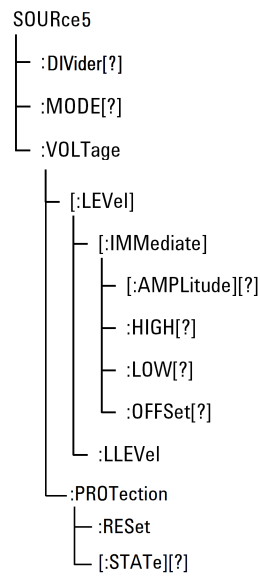 SOURce5
:DIVider[?]
:MODE[?]
:VOLTage
[:LEVel]
[:IMMediate]
[:AMPLitude][?]
:HIGH[?]
:LOW[?]
:OFFSet[?]
:LLEVel
:PROTection
:RESet
[:STATe][?]